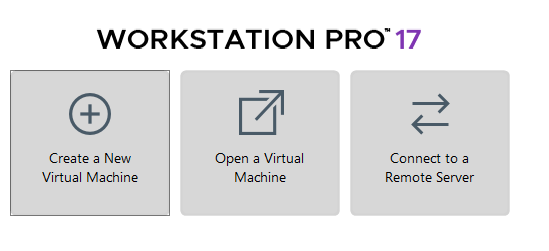 WORKSTATION PRO™ 17
Create a New
Virtual Machine
Open a Virtual
Machine
Connect to a
Remote Server